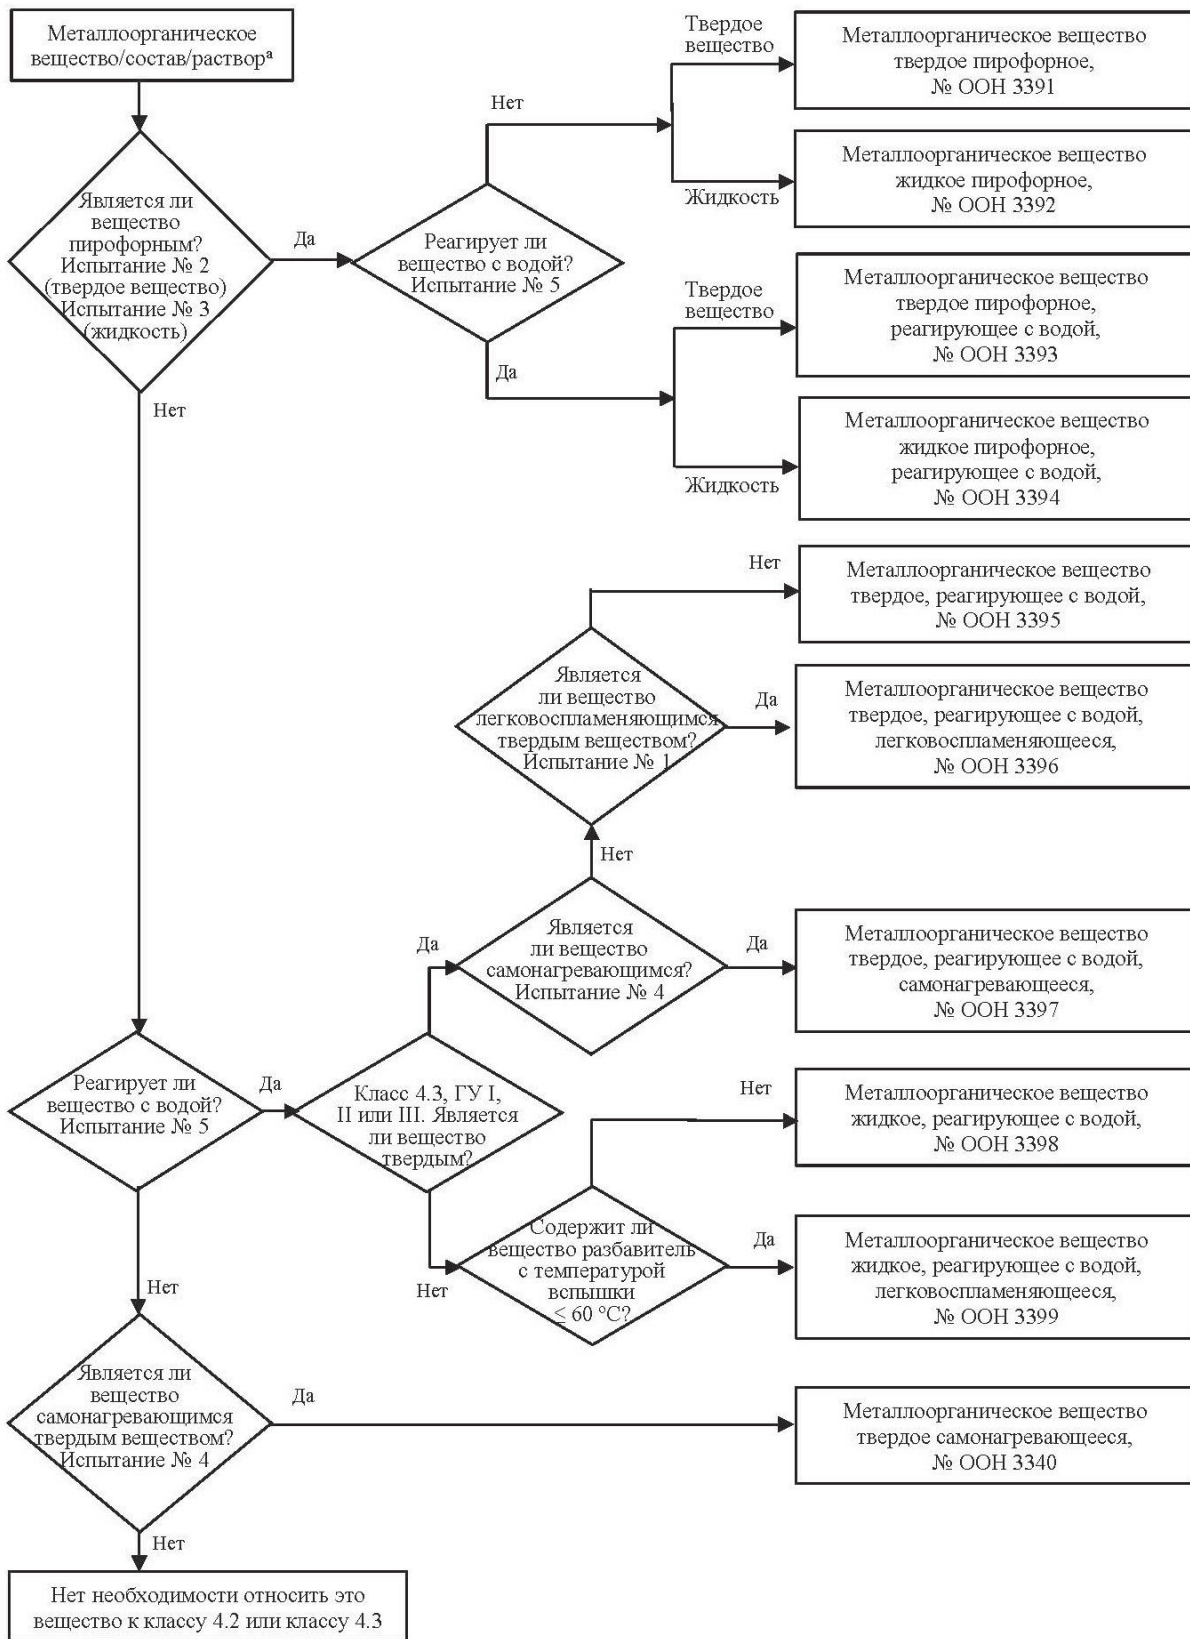 Металлоорганическое
вещество/состав/растворᵃ
Твердое
вещество
Металлоорганическое вещество
твердое пирофорное,
№ ООН 3391
Нет
Металлоорганическое вещество
жидкое пирофорное,
№ ООН 3392
Жидкость
Является ли
вещество
пирофорным?
Испытание № 2
(твердое вещество)
Испытание № 3
(жидкость)
Да
Реагирует ли
вещество с водой?
Испытание № 5
Твердое
вещество
Металлоорганическое вещество
твердое пирофорное,
реагирующее с водой,
№ ООН 3393
Да
Нет
Металлоорганическое вещество
жидкое пирофорное,
реагирующее с водой,
№ ООН 3394
Жидкость
Нет
Металлоорганическое вещество
твердое, реагирующее с водой,
№ ООН 3395
Является
ли вещество
легковоспламеняющимся
твердым веществом?
Испытание № 1
Да
Металлоорганическое вещество
твердое, реагирующее с водой,
легковоспламеняющееся,
№ ООН 3396
Нет
Является
ли вещество
самонагревающимся?
Испытание № 4
Да
Да
Металлоорганическое вещество
твердое, реагирующее с водой,
самонагревающееся,
№ ООН 3397
Реагирует ли
вещество с водой?
Испытание № 5
Да
Класс 4.3, ГУ I,
II или III. Является
ли вещество
твердым?
Нет
Металлоорганическое вещество
жидкое, реагирующее с водой,
№ ООН 3398
Содержит ли
вещество разбавитель
с температурой
вспышки
≤ 60 °C?
Да
Нет
Нет
Металлоорганическое вещество
жидкое, реагирующее с водой,
легковоспламеняющееся,
№ ООН 3399
Является ли
вещество
самонагревающимся
твердым веществом?
Испытание № 4
Да
Металлоорганическое вещество
твердое самонагревающееся,
№ ООН 3340
Нет
Нет необходимости относить это
вещество к классу 4.2 или классу 4.3